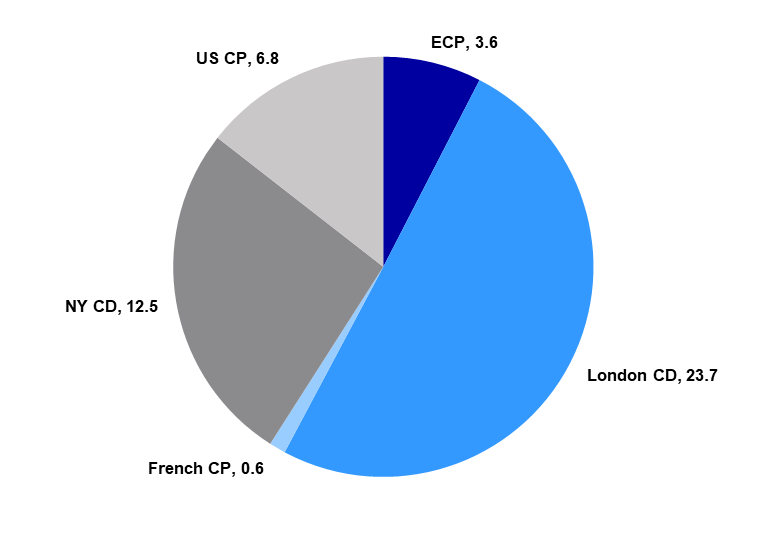 ECP, 3.6
US CP, 6.8
NY CD, 12.5
London CD, 23.7
French CP, 0.6